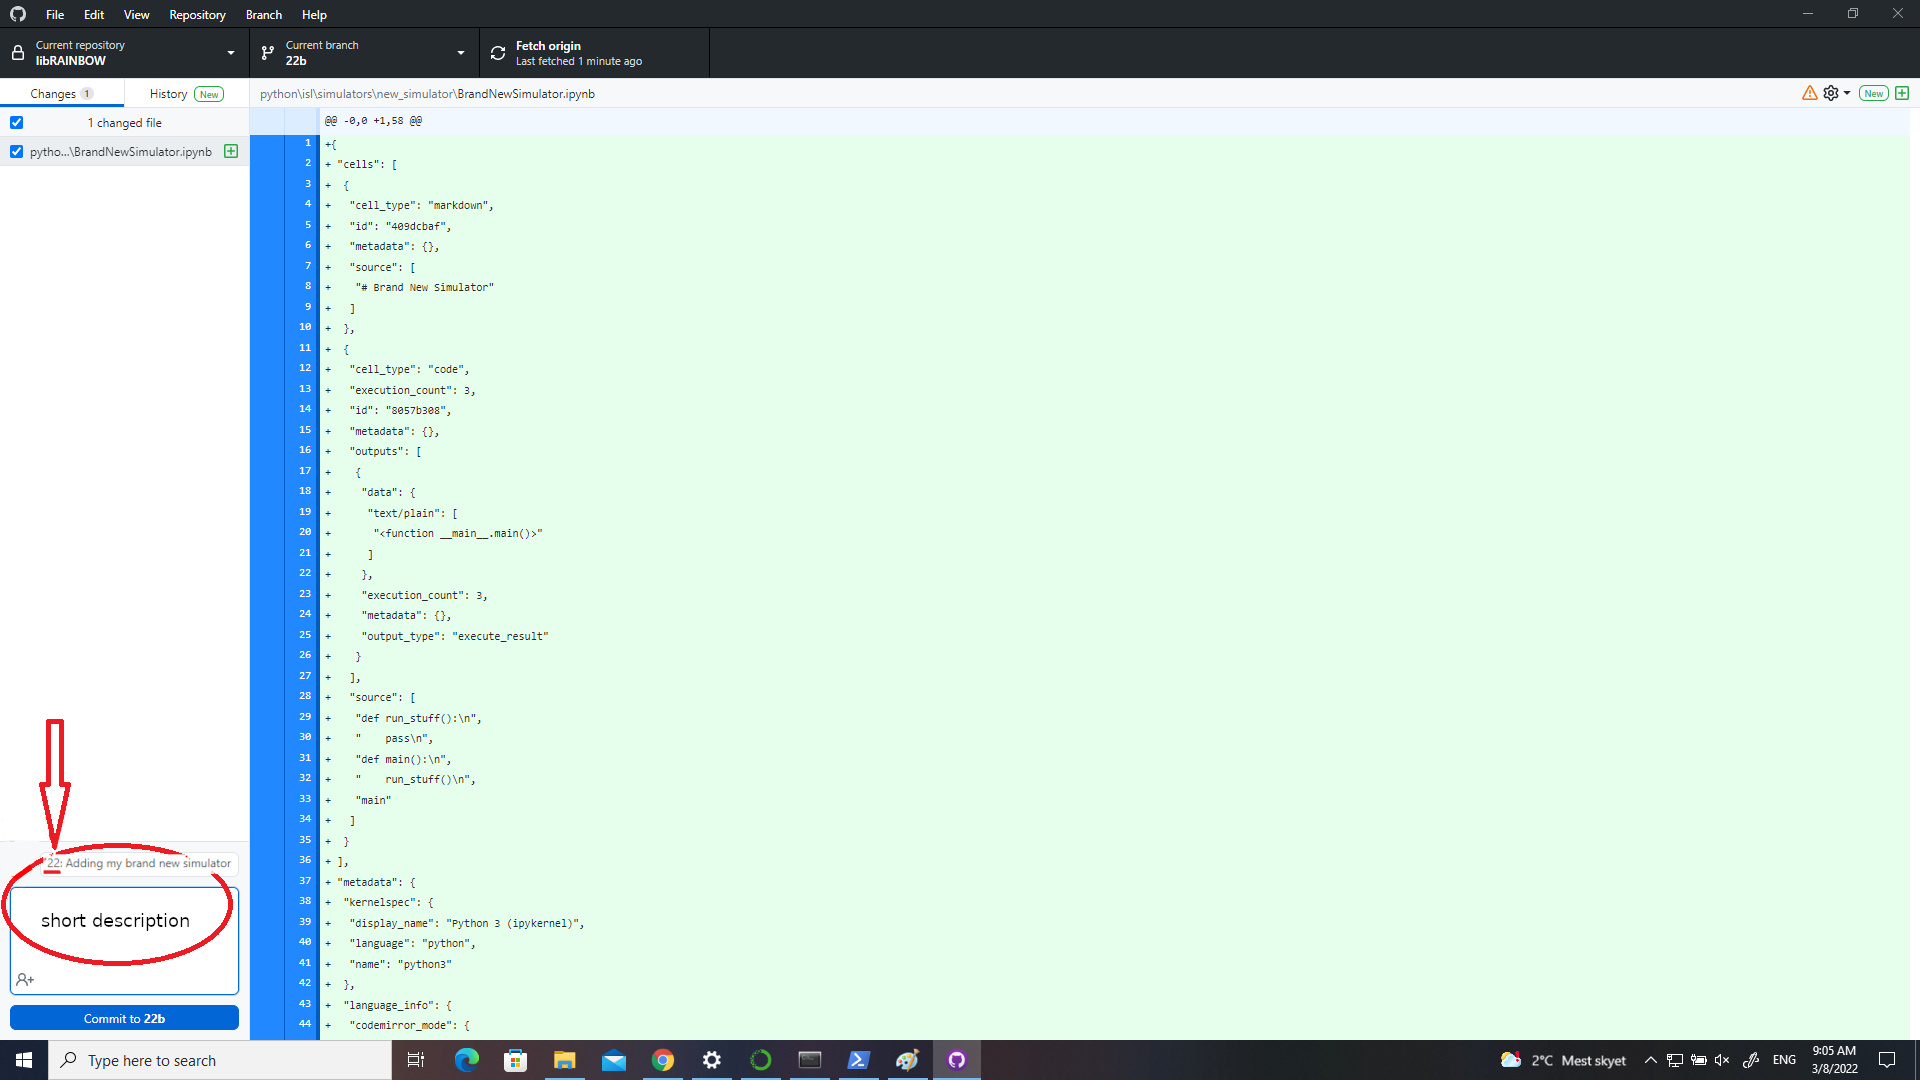 File Edit View Repository Branch Help
Current repository
libRAINBOW
Current branch
22b
Fetch origin
Last fetched 1 minute ago
Changes 1
History New
python\isl\simulators\new_simulator\BrandNewSimulator.ipynb
New
1 changed file
pytho...\BrandNewSimulator.ipynb
@@ -0,0 +1,58 @@
1 +{
2 + "cells": [
3 +  {
4 +   "cell_type": "markdown",
5 +   "id": "409dcbaf",
6 +   "metadata": {},
7 +   "source": [
8 +    "# Brand New Simulator"
9 +   ]
10 +  },
11 +  {
12 +   "cell_type": "code",
13 +   "execution_count": 3,
14 +   "id": "8057b308",
15 +   "metadata": {},
16 +   "outputs": [
17 +    {
18 +     "data": {
19 +      "text/plain": [
20 +       "<function __main__.main()>"
21 +      ]
22 +     },
23 +     "execution_count": 3,
24 +     "metadata": {},
25 +     "output_type": "execute_result"
26 +    }
27 +   ],
28 +   "source": [
29 +    "def run_stuff():\n",
30 +    "    pass\n",
31 +    "def main():\n",
32 +    "    run_stuff()\n",
33 +    "main"
34 +   ]
35 +  }
36 + ],
37 + "metadata": {
38 +  "kernelspec": {
39 +   "display_name": "Python 3 (ipykernel)",
40 +   "language": "python",
41 +   "name": "python3"
42 +  },
43 +  "language_info": {
44 +   "codemirror_mode": {
22: Adding my brand new simulator
short description
Commit to 22b
Type here to search
2°C Mest skyet
ENG
9:05 AM
3/8/2022